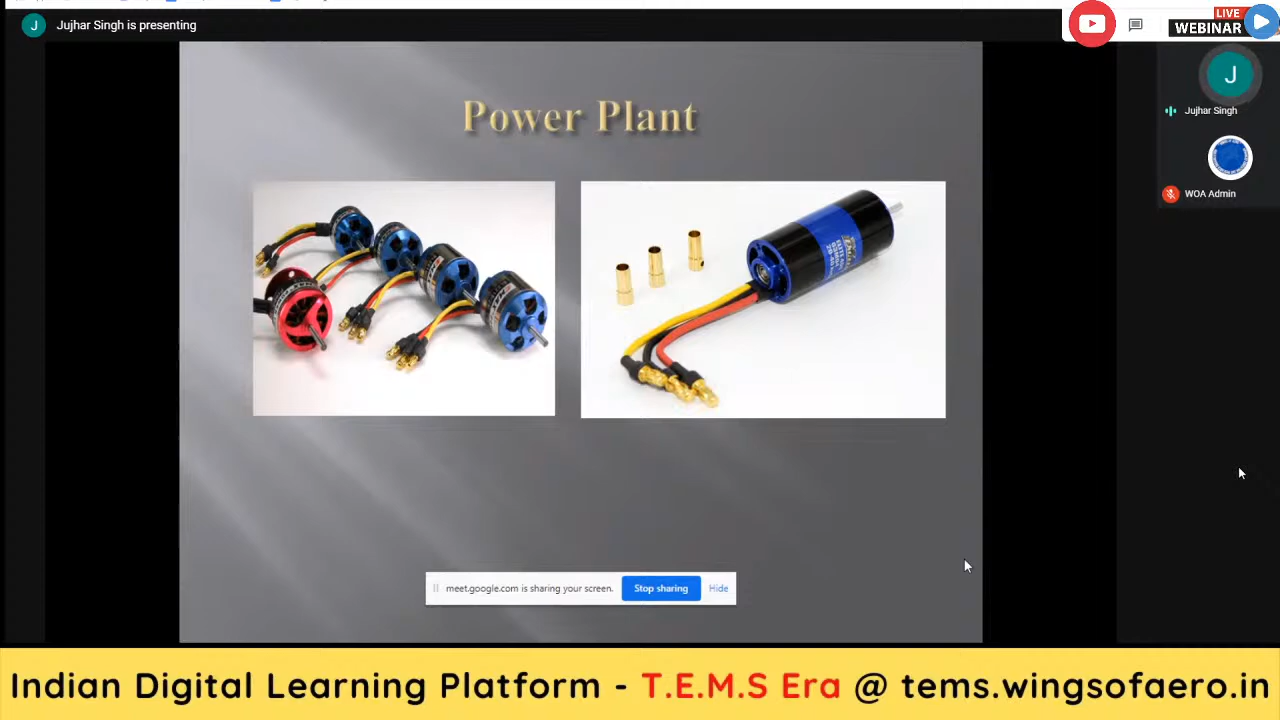 J
Jujhar Singh is presenting
LIVE
WEBINAR
J
Jujhar Singh
WOA Admin
Power Plant
meet.google.com is sharing your screen.
Stop sharing
Hide
Indian Digital Learning Platform - T.E.M.S Era @ tems.wingsofaero.in